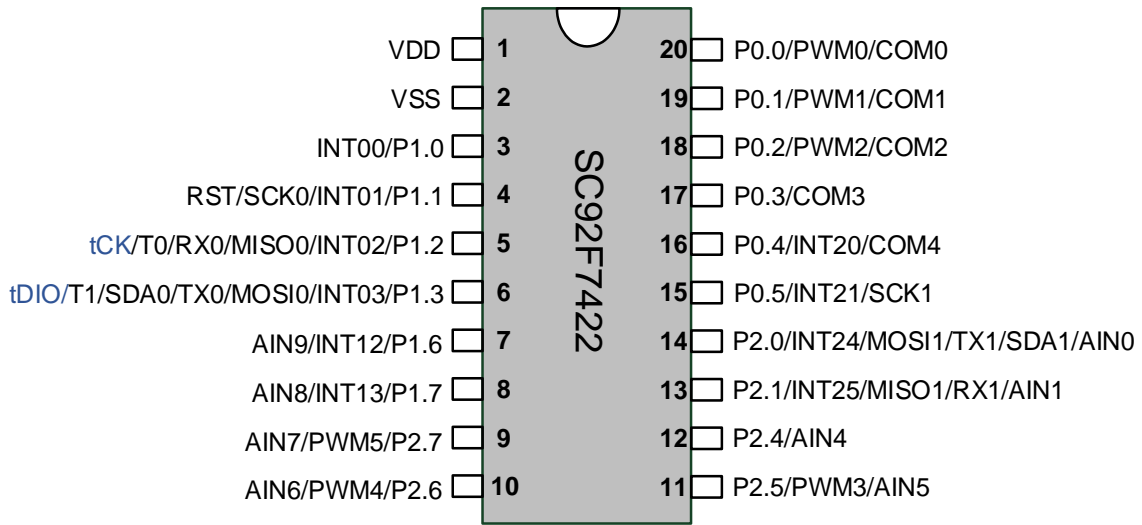 VDD 1 20 P0.0/PWM0/COM0
VSS 2 19 P0.1/PWM1/COM1
INT00/P1.0 3 18 P0.2/PWM2/COM2
RST/SCK0/INT01/P1.1 4 17 P0.3/COM3
tCK/T0/RX0/MISO0/INT02/P1.2 5 16 P0.4/INT20/COM4
tDIO/T1/SDA0/TX0/MOSI0/INT03/P1.3 6 15 P0.5/INT21/SCK1
AIN9/INT12/P1.6 7 14 P2.0/INT24/MOSI1/TX1/SDA1/AIN0
AIN8/INT13/P1.7 8 13 P2.1/INT25/MISO1/RX1/AIN1
AIN7/PWM5/P2.7 9 12 P2.4/AIN4
AIN6/PWM4/P2.6 10 11 P2.5/PWM3/AIN5
SC92F7422